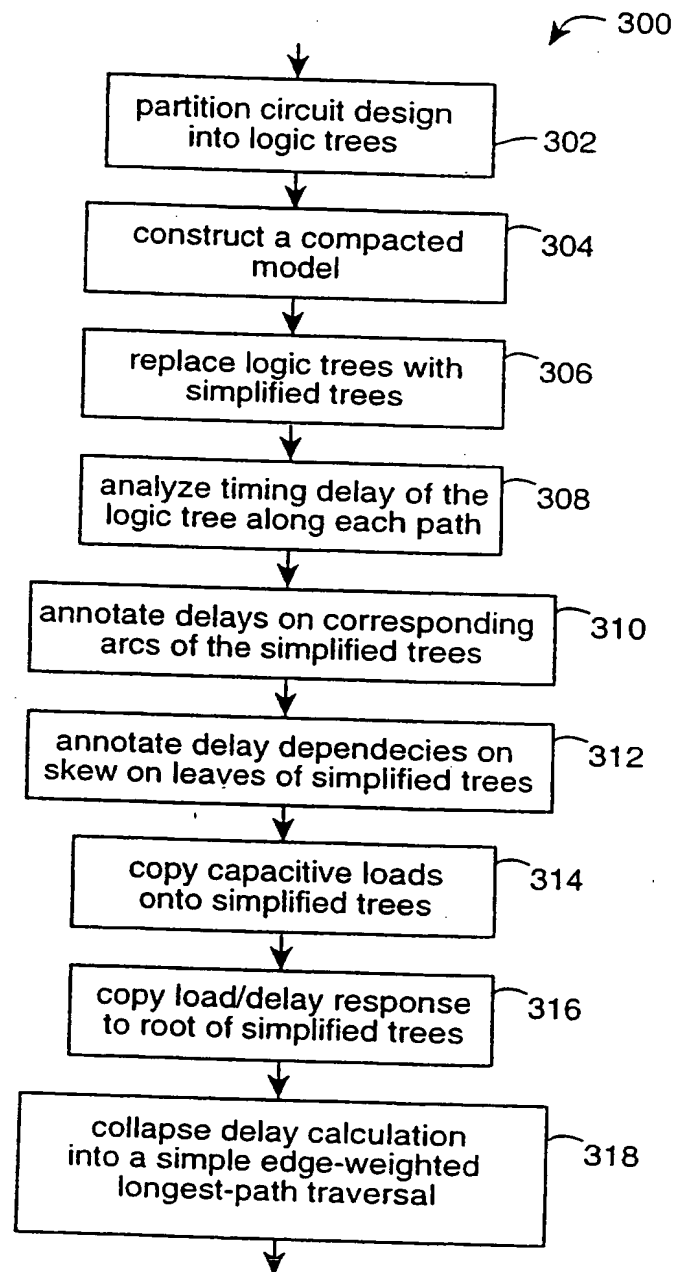 300
partition circuit design
into logic trees
302
construct a compacted
model
304
replace logic trees with
simplified trees
306
analyze timing delay of the
logic tree along each path
308
annotate delays on corresponding
arcs of the simplified trees
310
annotate delay dependecies on
skew on leaves of simplified trees
312
copy capacitive loads
onto simplified trees
314
copy load/delay response
to root of simplified trees
316
collapse delay calculation
into a simple edge-weighted
longest-path traversal
318